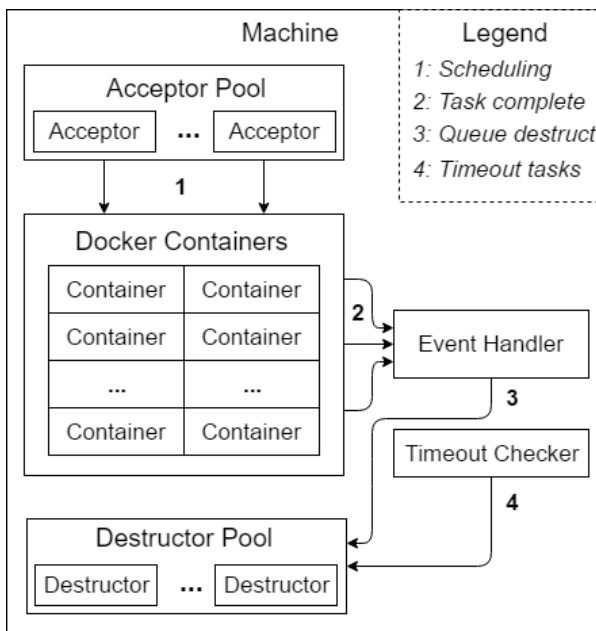 Machine
Legend
1: Scheduling
2: Task complete
3: Queue destruct
4: Timeout tasks
Acceptor Pool
Acceptor ... Acceptor
1
Docker Containers
Container Container
Container Container
... ...
Container Container
2
Event Handler
3
Timeout Checker
4
Destructor Pool
Destructor ... Destructor